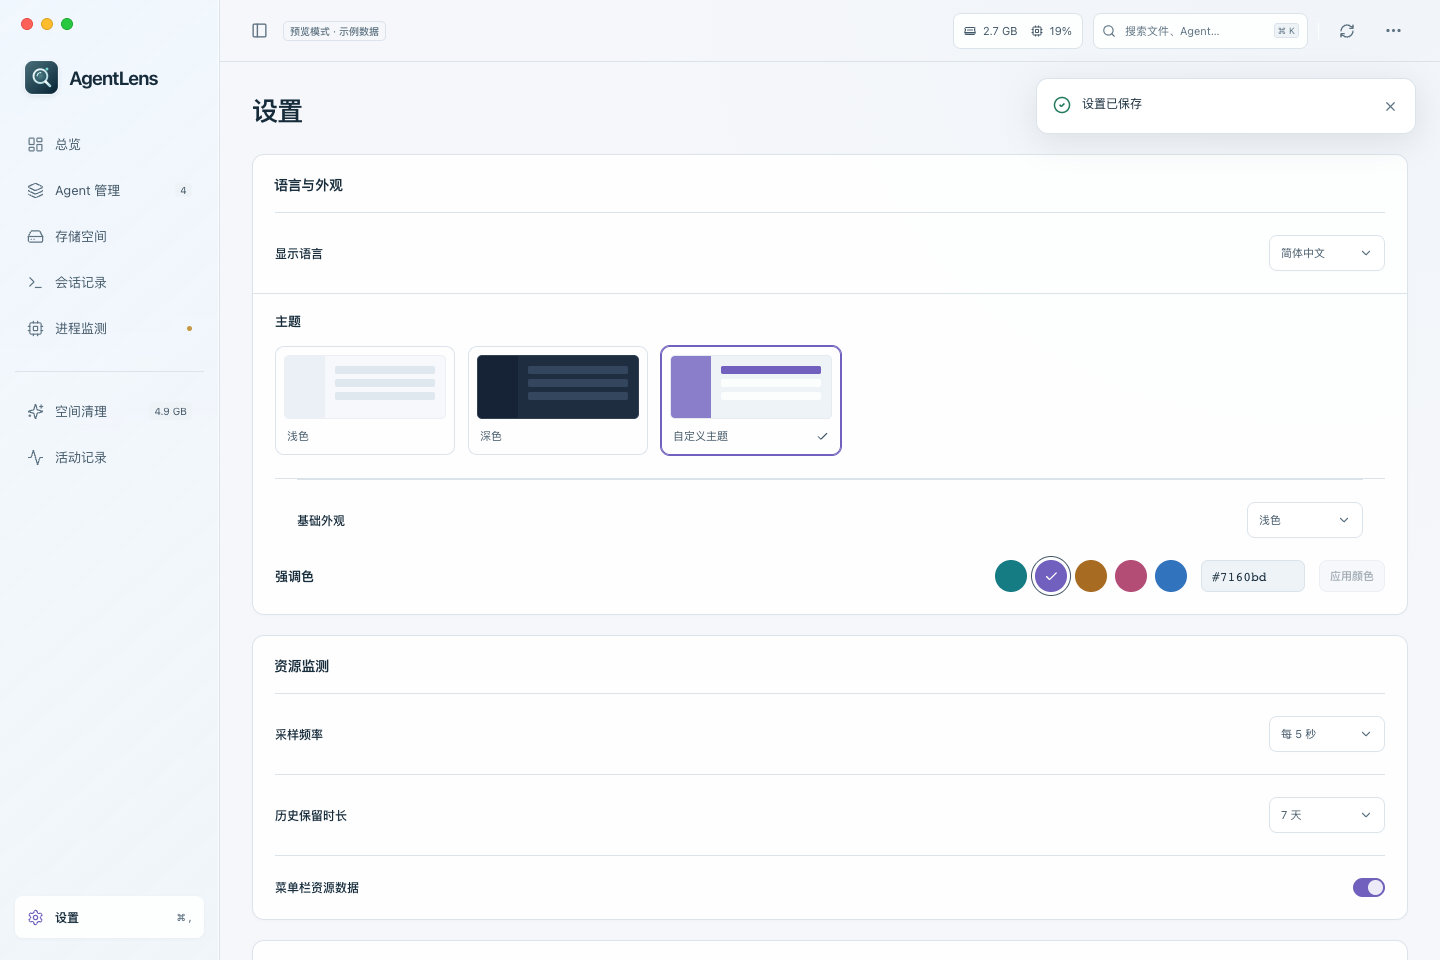 AgentLens
总览
Agent 管理
4
存储空间
会话记录
进程监测
空间清理
4.9 GB
活动记录
设置
⌘ ,
预览模式 · 示例数据
2.7 GB
19%
搜索文件、Agent...
⌘ K
设置已保存
设置
语言与外观
显示语言
简体中文
主题
浅色
深色
自定义主题
基础外观
浅色
强调色
#7160bd
应用颜色
资源监测
采样频率
每 5 秒
历史保留时长
7 天
菜单栏资源数据